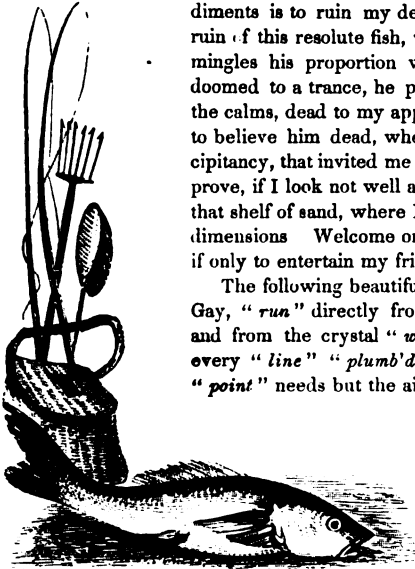 diments is to ruin my de
ruin of this resolute fish,
mingles his proportion
doomed to a trance, he p
the calms, dead to my app
to believe him dead, whe
cipitancy, that invited me
prove, if I look not well a
that shelf of sand, where
dimensions Welcome on
if only to entertain my fri
The following beautifu
Gay, “ run ” directly fro
and from the crystal “ w
every “ line ” “ plumb'd
“ point ” needs but the ai